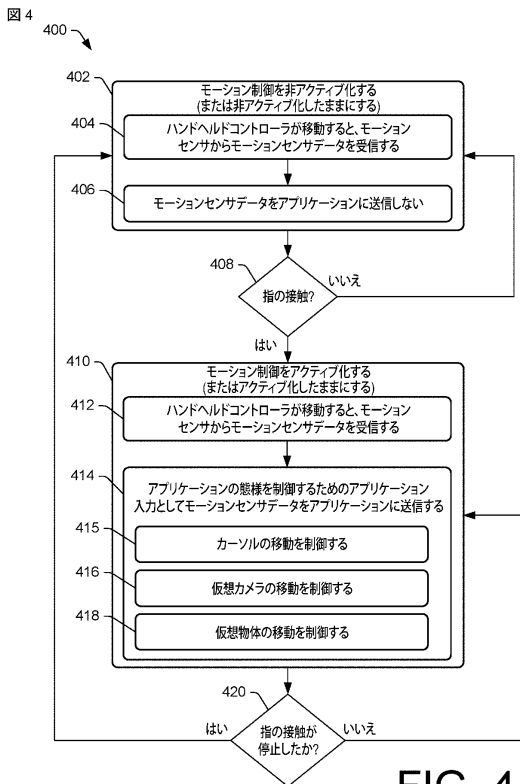 図4
400
402
モーション制御を非アクティブ化する
(または非アクティブ化したままにする)
404
ハンドヘルドコントローラが移動すると、モーション
センサからモーションセンサデータを受信する
406
モーションセンサデータをアプリケーションに送信しない
408
指の接触?
いいえ
はい
410
モーション制御をアクティブ化する
(またはアクティブ化したままにする)
412
ハンドヘルドコントローラが移動すると、モーション
センサからモーションセンサデータを受信する
414
アプリケーションの態様を制御するためのアプリケーション
入力としてモーションセンサデータをアプリケーションに送信する
415
カーソルの移動を制御する
416
仮想カメラの移動を制御する
418
仮想物体の移動を制御する
420
はい
指の接触が
停止したか?
いいえ
FIG. 4